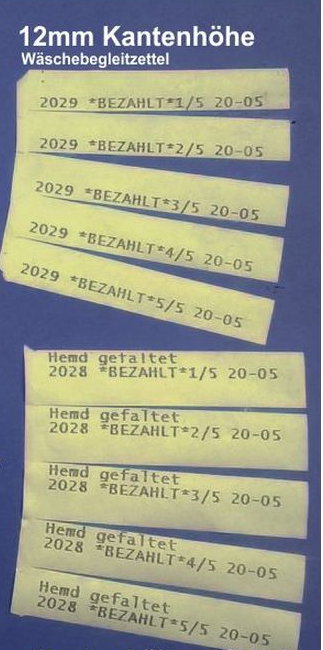 12mm Kantenhöhe
Wäschebegleitzettel
2029 *BEZAHLT*1/5 20-05
2029 *BEZAHLT*2/5 20-05
2029 *BEZAHLT*3/5 20-05
2029 *BEZAHLT*4/5 20-05
2029 *BEZAHLT*5/5 20-05
Hemd gefaltet
2028 *BEZAHLT*1/5 20-05
Hemd gefaltet
2028 *BEZAHLT*2/5 20-05
Hemd gefaltet
2028 *BEZAHLT*3/5 20-05
Hemd gefaltet
2028 *BEZAHLT*4/5 20-05
Hemd gefaltet
2028 *BEZAHLT*5/5 20-05